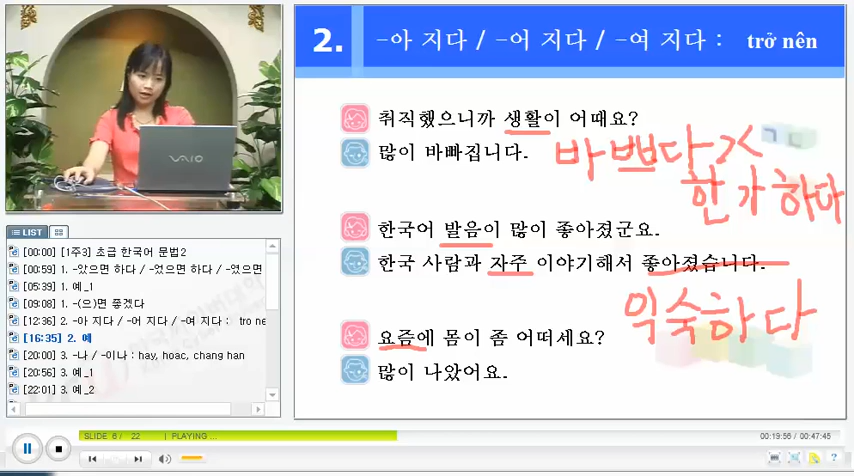 2. -아 지다 / -어 지다 / -여 지다 : trở nên
취직했으니까 생활이 어때요?
많이 바빠집니다.
바쁘다 ><
한가하다
한국어 발음이 많이 좋아졌군요.
한국 사람과 자주 이야기해서 좋아졌습니다.
익숙하다
요즘에 몸이 좀 어떠세요?
많이 나았어요.
VAIO
LIST
[00:00] [1주3] 초급 한국어 문법2
[00:59] 1. -았으면 하다 / -었으면 하다 / -였으면
[05:39] 1. 예_1
[09:08] 1. -(으)면 좋겠다
[12:36] 2. -아 지다 / -어 지다 / -여 지다 : tro ne
[16:35] 2. 예
[20:00] 3. -나 / -이나 : hay, hoac, chang han
[20:56] 3. 예_1
[22:01] 3. 예_2
SLIDE 6 / 22 | PLAYING ...
00:19:56 / 00:47:45